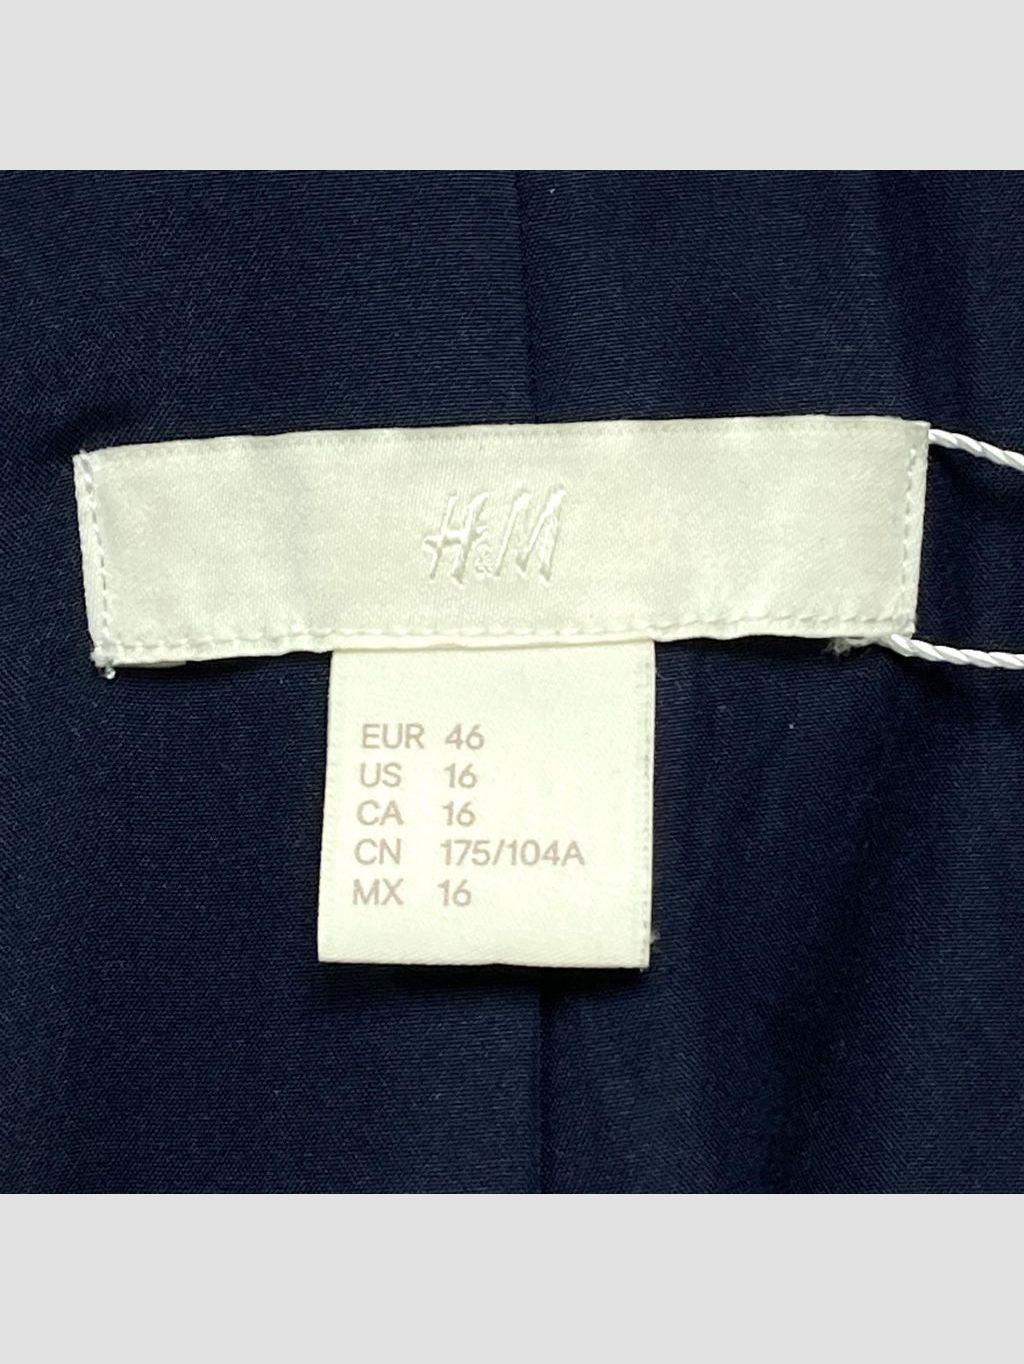 H&M
EUR 46
US 16
CA 16
CN 175/104A
MX 16